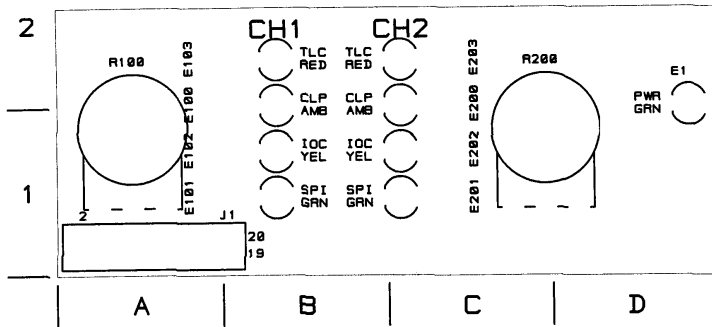 2
CH1
CH2
R100
E103
TLC
RED
TLC
RED
E203
R200
E1
E100
CLP
AMB
CLP
AMB
E200
PWR
GRN
1
E102
IOC
YEL
IOC
YEL
E202
E101
SPI
GRN
SPI
GRN
E201
2
J1
20
19
A
B
C
D